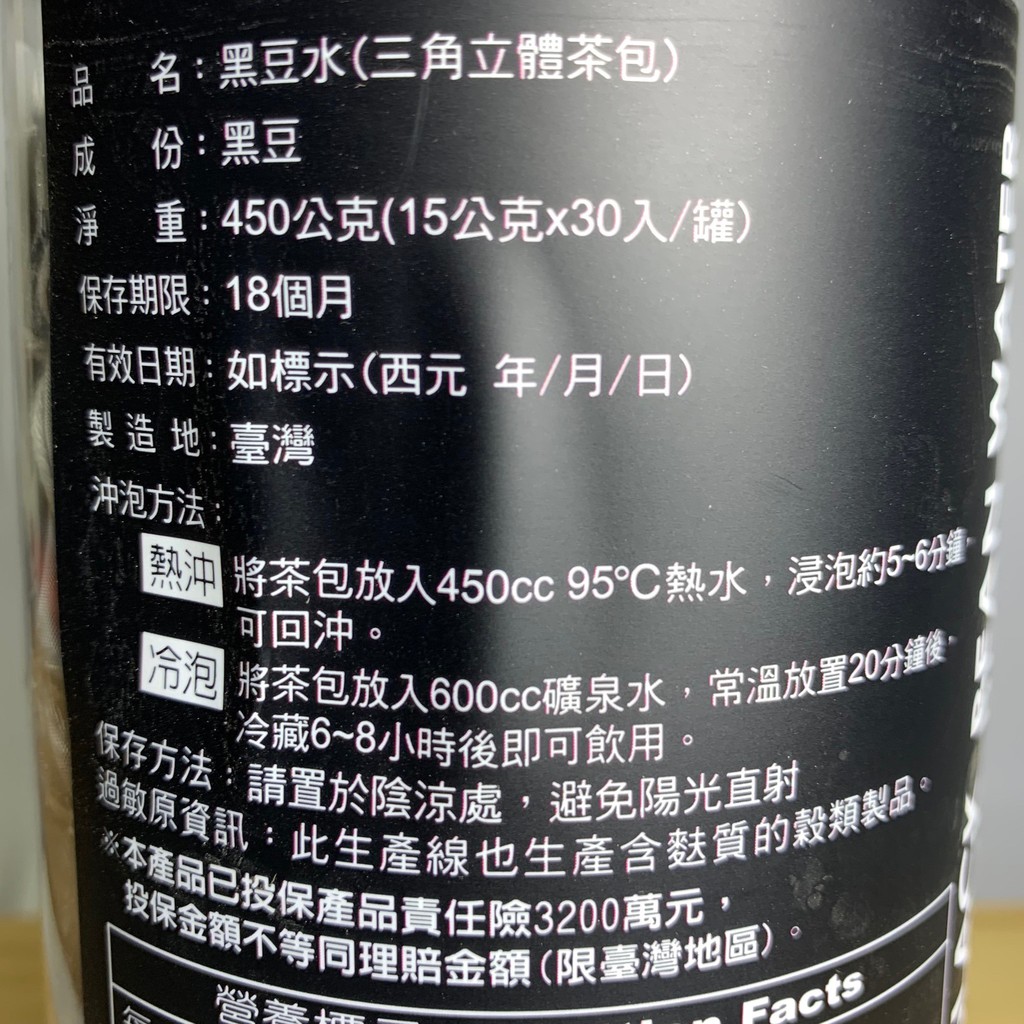 品名：黑豆水(三角立體茶包)
成份：黑豆
淨重：450公克(15公克x30入/罐)
保存期限：18個月
有效日期：如標示(西元 年/月/日)
製造地：臺灣
沖泡方法：
熱沖 將茶包放入450cc 95℃熱水，浸泡約5~6分鐘，
可回沖。
冷泡 將茶包放入600cc礦泉水，常溫放置20分鐘後，
冷藏6~8小時後即可飲用。
保存方法：請置於陰涼處，避免陽光直射
過敏原資訊：此生產線也生產含麩質的穀類製品。
※本產品已投保產品責任險3200萬元，
投保金額不等同理賠金額(限臺灣地區)。
營養標示 Facts
BEAN WATER